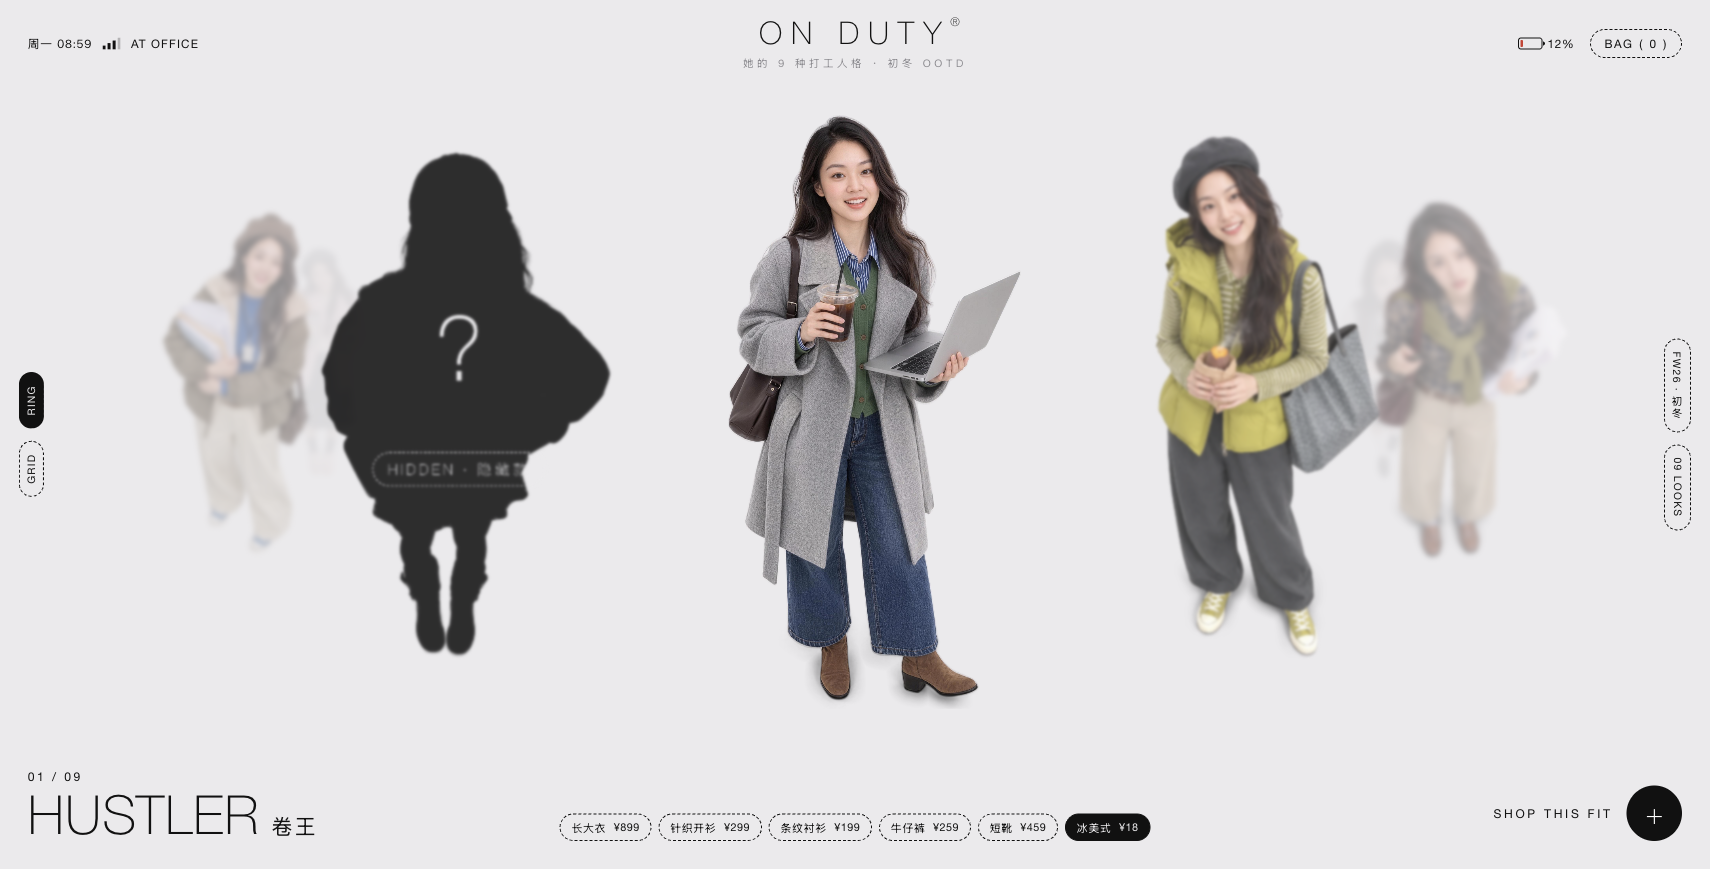 周一 08:59 AT OFFICE
ON DUTY®
她的 9 种打工人格 · 初冬 OOTD
12%
BAG ( 0 )
?
HIDDEN · 隐藏
RING
GRID
FW26 · 初冬
09 LOOKS
01 / 09
HUSTLER 卷王
长大衣 ¥899
针织开衫 ¥299
条纹衬衫 ¥199
牛仔裤 ¥259
短靴 ¥459
冰美式 ¥18
SHOP THIS FIT
+